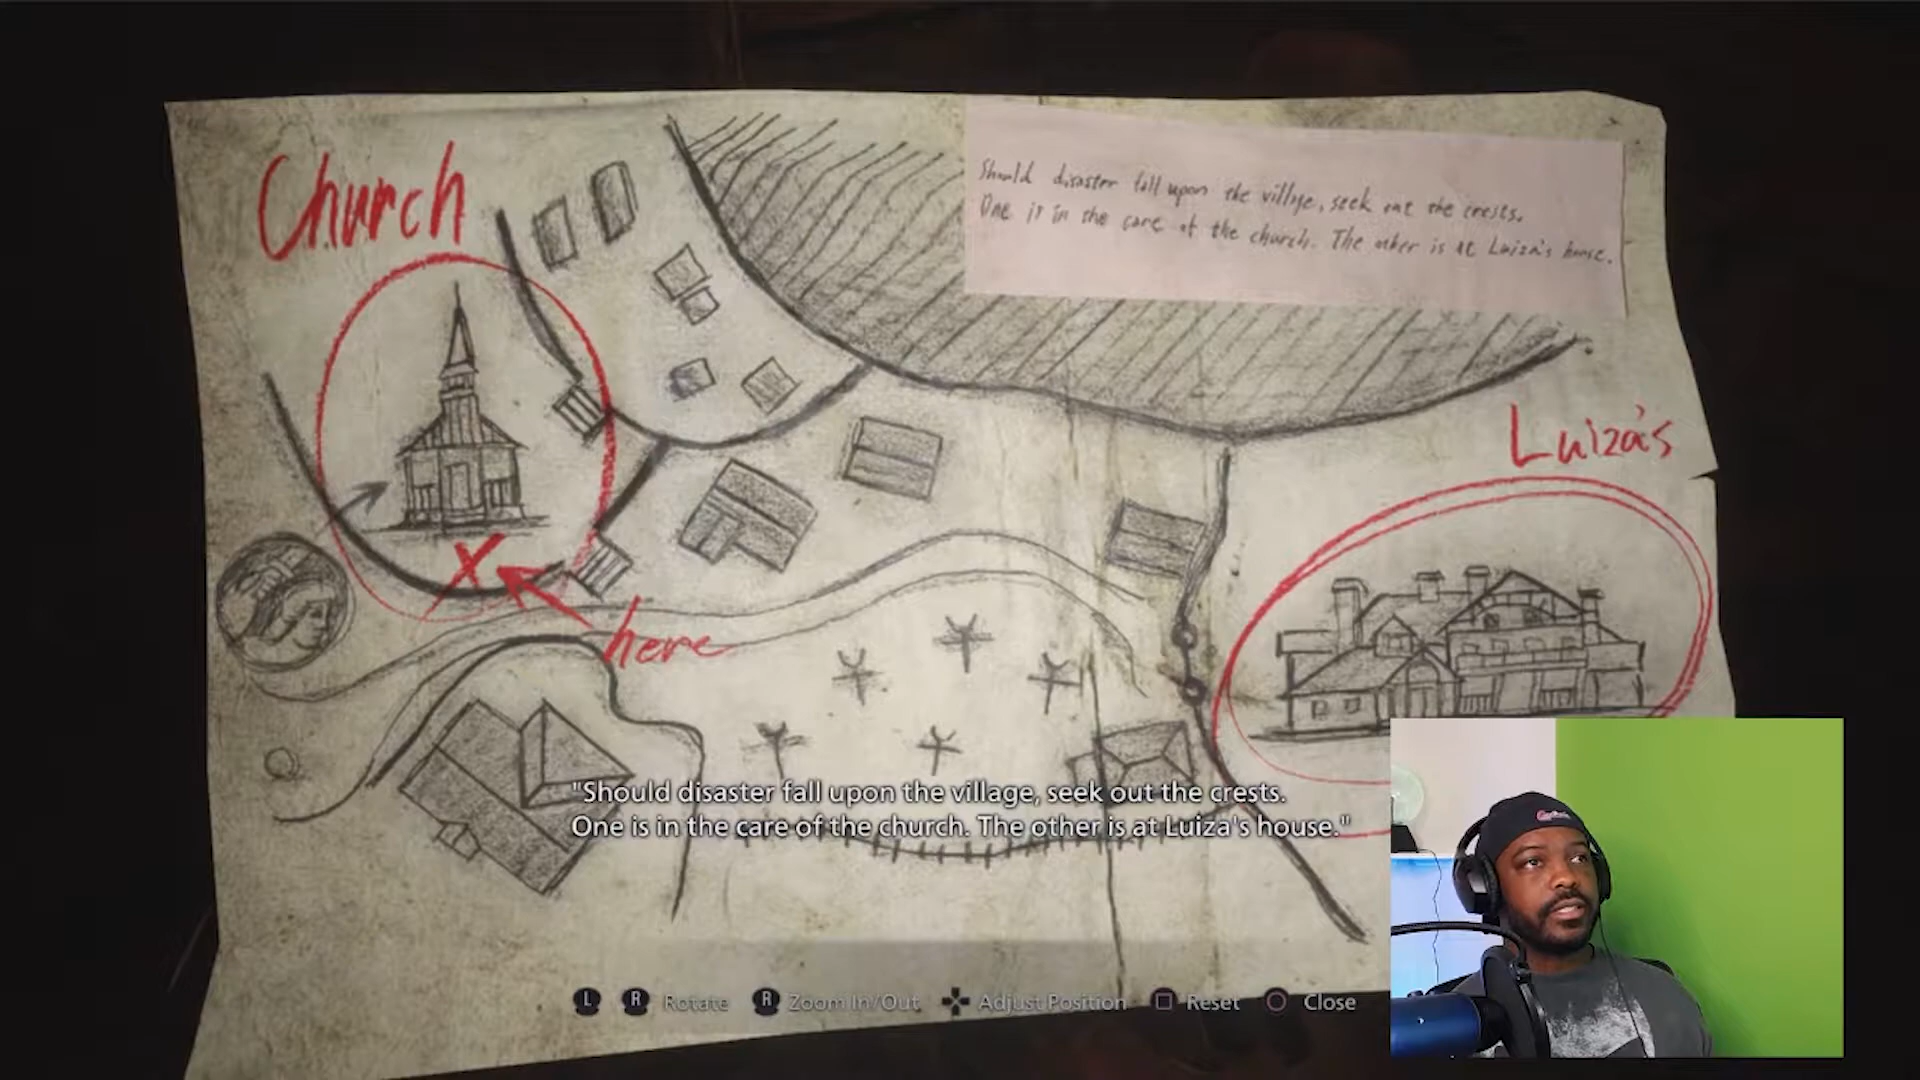 Church
Should disaster fall upon the village, seek out the crests.
One is in the care of the church. The other is at Luiza's house.
Luiza's
X
here
"Should disaster fall upon the village, seek out the crests.
One is in the care of the church. The other is at Luiza's house."
L R Rotate R Zoom In/Out Adjust Position Reset Close